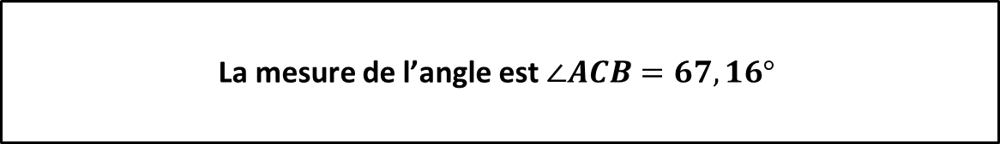 La mesure de l’angle est ∠ACB = 67,16°